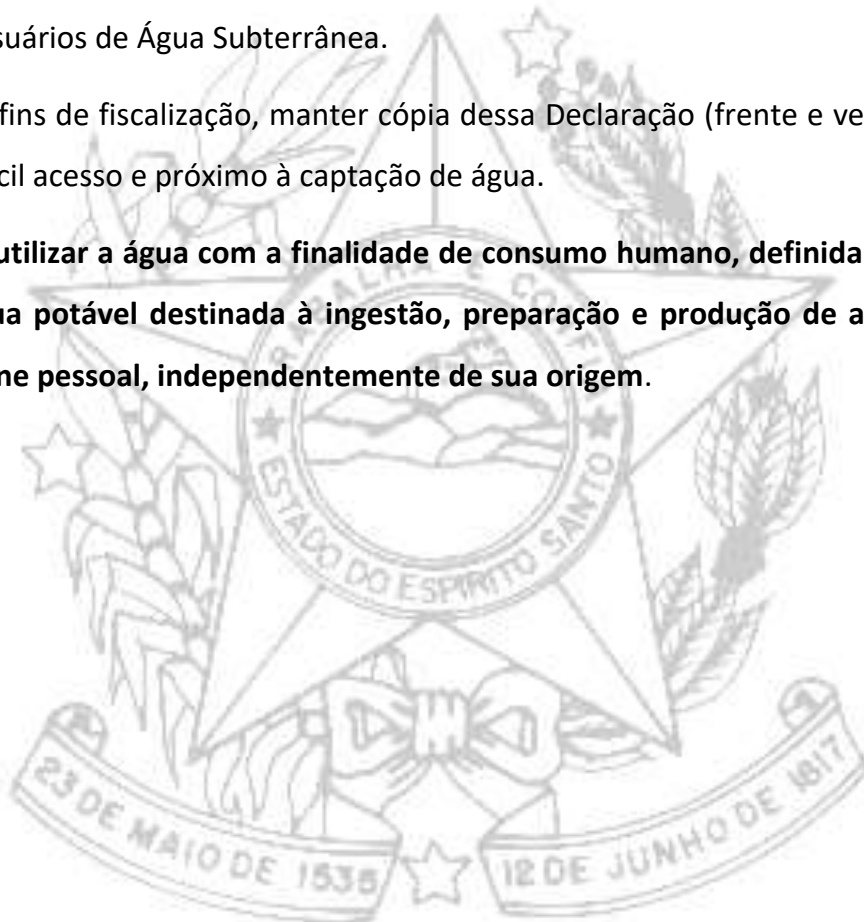 suários de Água Subterrânea.
fins de fiscalização, manter cópia dessa Declaração (frente e ve
cil acesso e próximo à captação de água.
utilizar a água com a finalidade de consumo humano, definida
ua potável destinada à ingestão, preparação e produção de a
ne pessoal, independentemente de sua origem.
TRABALHA E CONF
ESTADO DO ESPIRITO SANTO
23 DE MAIO DE 1535
12 DE JUNHO DE 1817